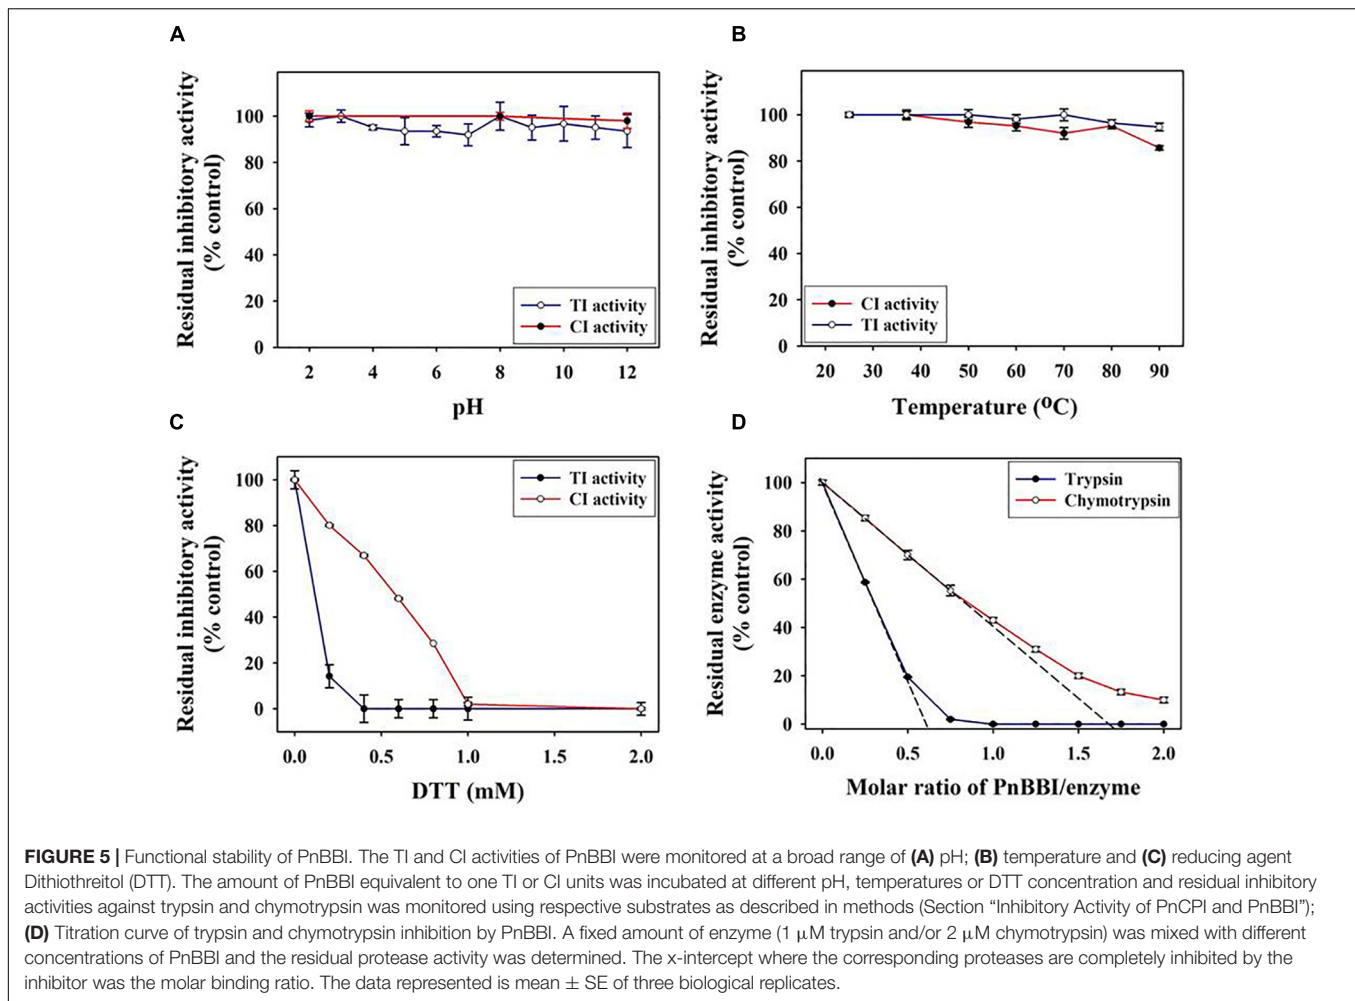 A
Residual inhibitory activity
(% control)
100
80
60
40
20
0
TI activity
CI activity
2 4 6 8 10 12
pH
B
Residual inhibitory activity
(% control)
100
80
60
40
20
0
CI activity
TI activity
20 30 40 50 60 70 80 90
Temperature (ºC)
C
Residual inhibitory activity
(% control)
100
80
60
40
20
0
TI activity
CI activity
0.0 0.5 1.0 1.5 2.0
DTT (mM)
D
Residual enzyme activity
(% control)
100
80
60
40
20
0
Trypsin
Chymotrypsin
0.0 0.5 1.0 1.5 2.0
Molar ratio of PnBBI/enzyme
FIGURE 5 | Functional stability of PnBBI. The TI and CI activities of PnBBI were monitored at a broad range of (A) pH; (B) temperature and (C) reducing agent
Dithiothreitol (DTT). The amount of PnBBI equivalent to one TI or CI units was incubated at different pH, temperatures or DTT concentration and residual inhibitory
activities against trypsin and chymotrypsin was monitored using respective substrates as described in methods (Section “Inhibitory Activity of PnCPI and PnBBI”);
(D) Titration curve of trypsin and chymotrypsin inhibition by PnBBI. A fixed amount of enzyme (1 μM trypsin and/or 2 μM chymotrypsin) was mixed with different
concentrations of PnBBI and the residual protease activity was determined. The x-intercept where the corresponding proteases are completely inhibited by the
inhibitor was the molar binding ratio. The data represented is mean ± SE of three biological replicates.